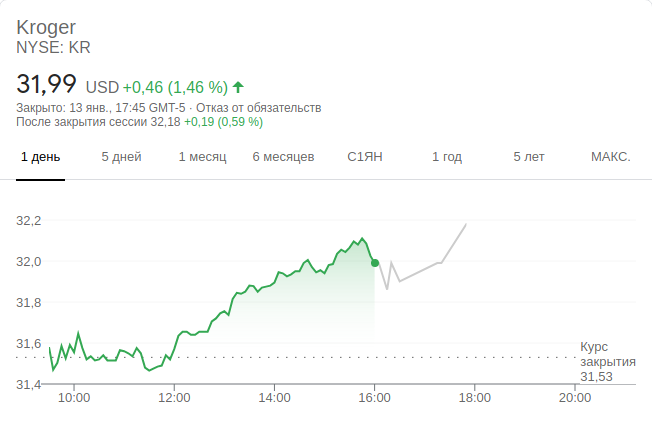 Kroger
NYSE: KR
31,99 USD +0,46 (1,46 %)
Закрыто: 13 янв., 17:45 GMT-5 · Отказ от обязательств
После закрытия сессии 32,18 +0,19 (0,59 %)
1 день 5 дней 1 месяц 6 месяцев С1ЯН 1 год 5 лет МАКС.
32,2
32,0
31,8
31,6
31,4
Курс
закрытия
31,53
10:00 12:00 14:00 16:00 18:00 20:00